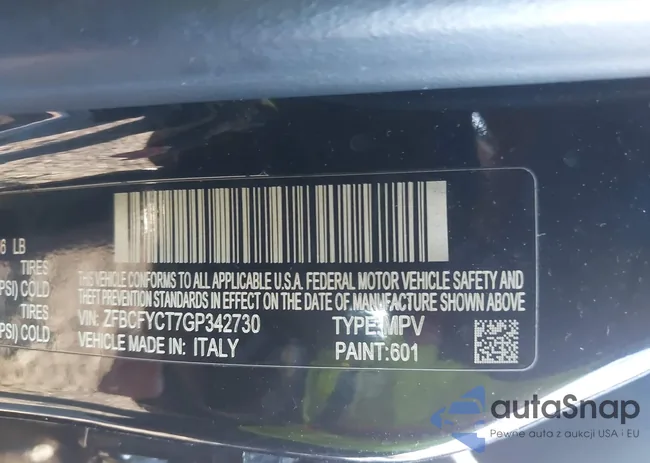 6 LB
TIRES
PSI) COLD
TIRES
PSI) COLD
THIS VEHICLE CONFORMS TO ALL APPLICABLE U.S.A. FEDERAL MOTOR VEHICLE SAFETY AND
THEFT PREVENTION STANDARDS IN EFFECT ON THE DATE OF MANUFACTURE SHOWN ABOVE
VIN: ZFBCFYCT7GP342730 TYPE:MPV
VEHICLE MADE IN: ITALY PAINT:601
autaSnap
Pewne auta z aukcji USA i EU